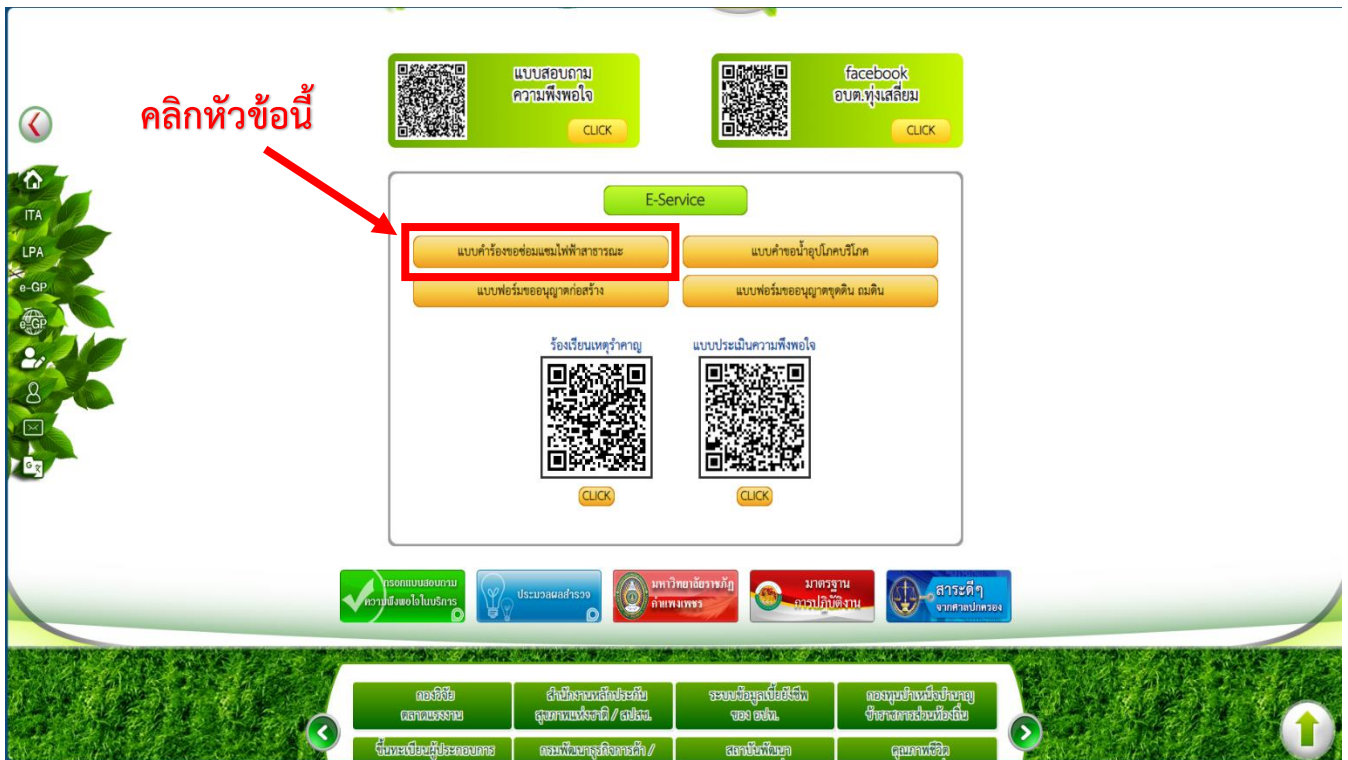 แบบสอบถาม
ความพึงพอใจ
CLICK
facebook
อบต.ทุ่งเสลี่ยม
CLICK
คลิกหัวข้อนี้
ITA
LPA
e-GP
e-GP
E-Service
แบบคำร้องขอซ่อมแซมไฟฟ้าสาธารณะ
แบบคำขอน้ำอุปโภคบริโภค
แบบฟอร์มขออนุญาตก่อสร้าง
แบบฟอร์มขออนุญาตขุดดิน ถมดิน
ร้องเรียนเหตุรำคาญ
แบบประเมินความพึงพอใจ
CLICK
CLICK
กรอกแบบสอบถาม
ความพึงพอใจในบริการ
ประมวลผลสำรวจ
มหาวิทยาลัยราชภัฏ
กำแพงเพชร
มาตรฐาน
การปฏิบัติงาน
สาระดีๆ
จากศาลปกครอง
กองวิจัย
ตลาดแรงงาน
สำนักงานหลักประกัน
สุขภาพแห่งชาติ / สปสช.
ระบบข้อมูลเบี้ยยังชีพ
ของ อปท.
กองทุนบำเหน็จบำนาญ
ข้าราชการส่วนท้องถิ่น
ขึ้นทะเบียนผู้ประกอบการ
กรมพัฒนาธุรกิจการค้า /
สถาบันพัฒนา
คุณภาพชีวิต